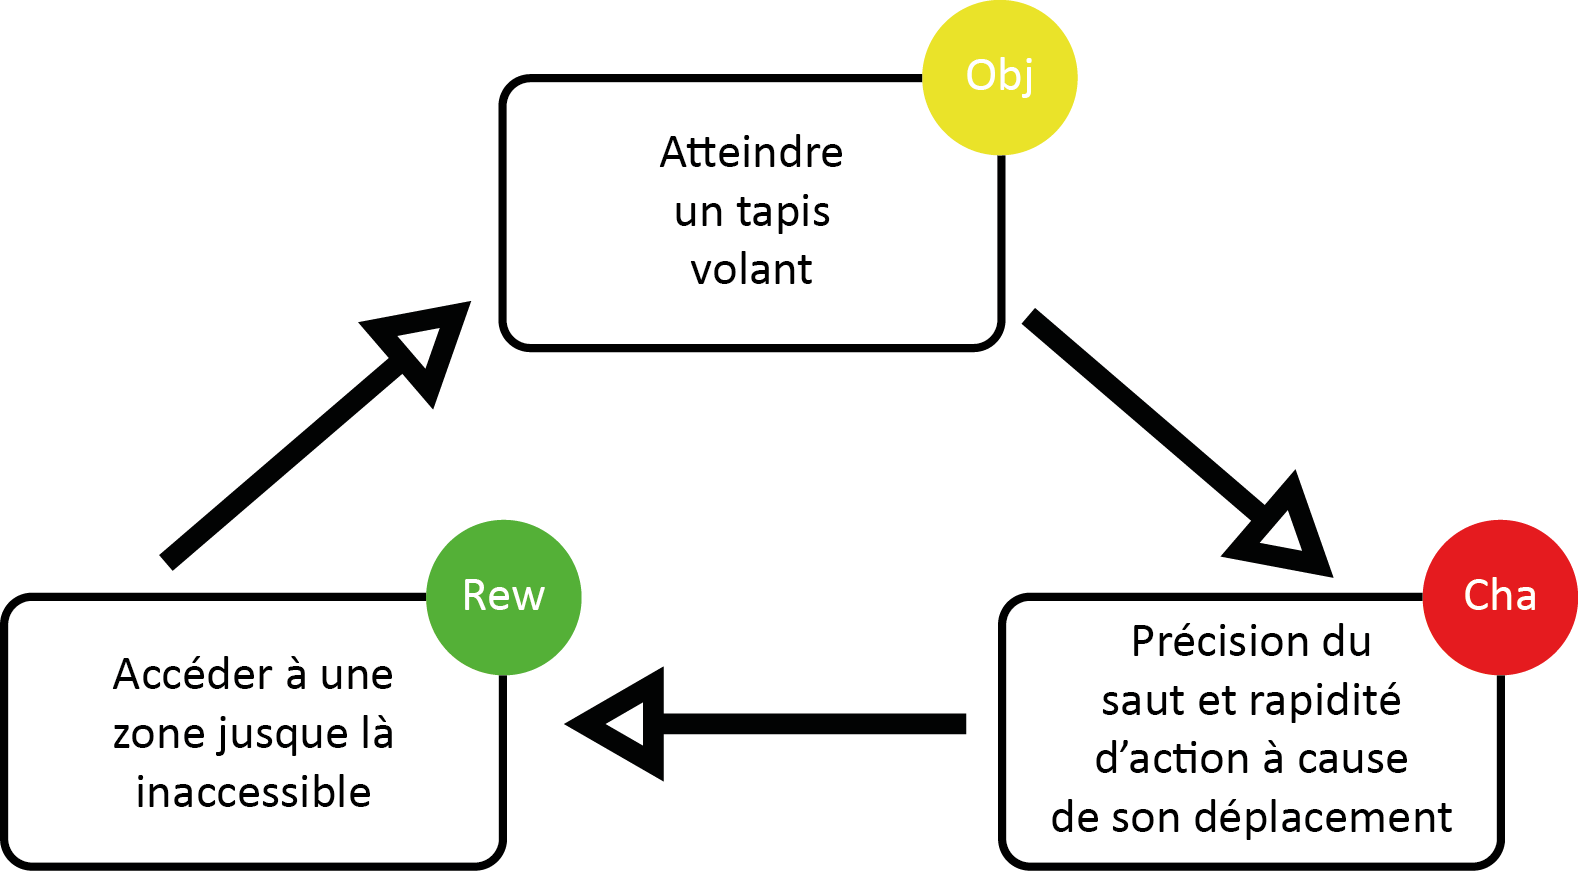 Obj
Atteindre
un tapis
volant
Rew
Accéder à une
zone jusque là
inaccessible
Cha
Précision du
saut et rapidité
d’action à cause
de son déplacement